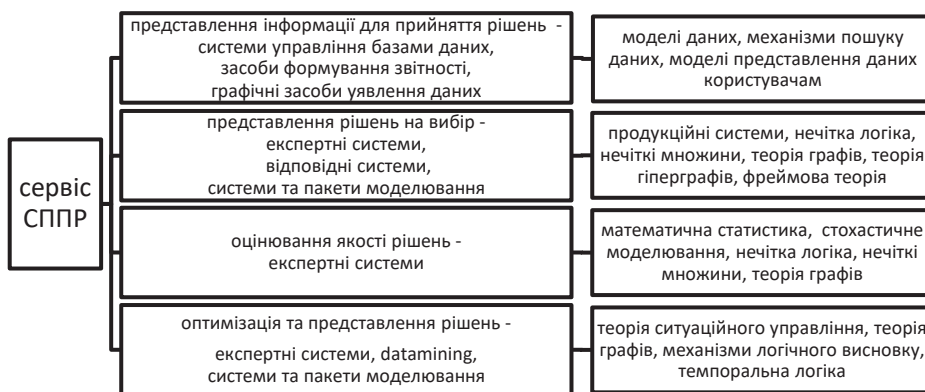 сервіс
СППР
представлення інформації для прийняття рішень -
системи управління базами даних,
засоби формування звітності,
графічні засоби уявлення даних
моделі даних, механізми пошуку
даних, моделі представлення даних
користувачам
представлення рішень на вибір -
експертні системи,
відповідні системи,
системи та пакети моделювання
продукційні системи, нечітка логіка,
нечіткі множини, теорія графів, теорія
гіперграфів, фреймова теорія
оцінювання якості рішень -
експертні системи
математична статистика, стохастичне
моделювання, нечітка логіка, нечіткі
множини, теорія графів
оптимізація та представлення рішень -
експертні системи, datamining,
системи та пакети моделювання
теорія ситуаційного управління, теорія
графів, механізми логічного висновку,
темпоральна логіка